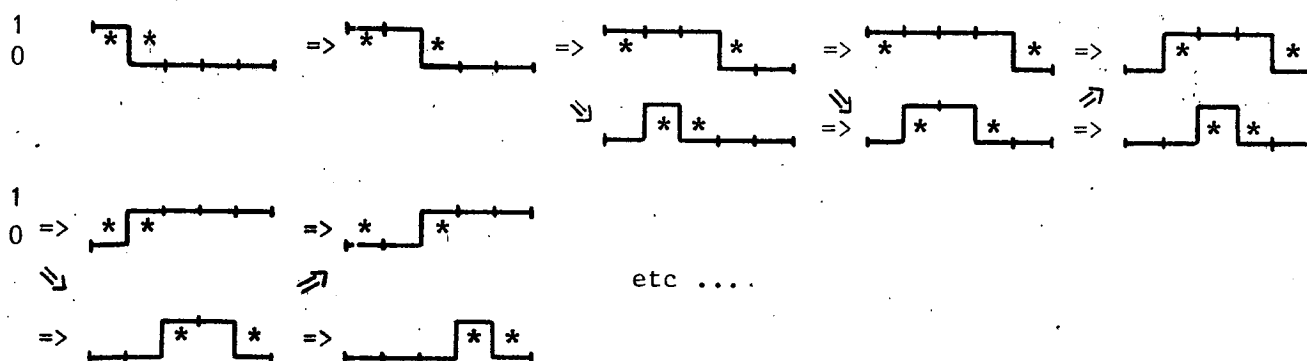 1
0 * * => * * => * * => * * => * *
⇘ * * => ⇘ * * => ⇗ * *
1
0 => * * => * *
⇘ ⇗ etc ....
=> * * => * *